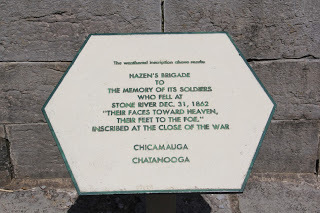 The weathered inscription above reads:
HAZEN'S BRIGADE
TO
THE MEMORY OF ITS SOLDIERS
WHO FELL AT
STONE RIVER DEC. 31, 1862
"THEIR FACES TOWARD HEAVEN,
THEIR FEET TO THE FOE."
INSCRIBED AT THE CLOSE OF THE WAR
CHICAMAUGA
CHATANOOGA